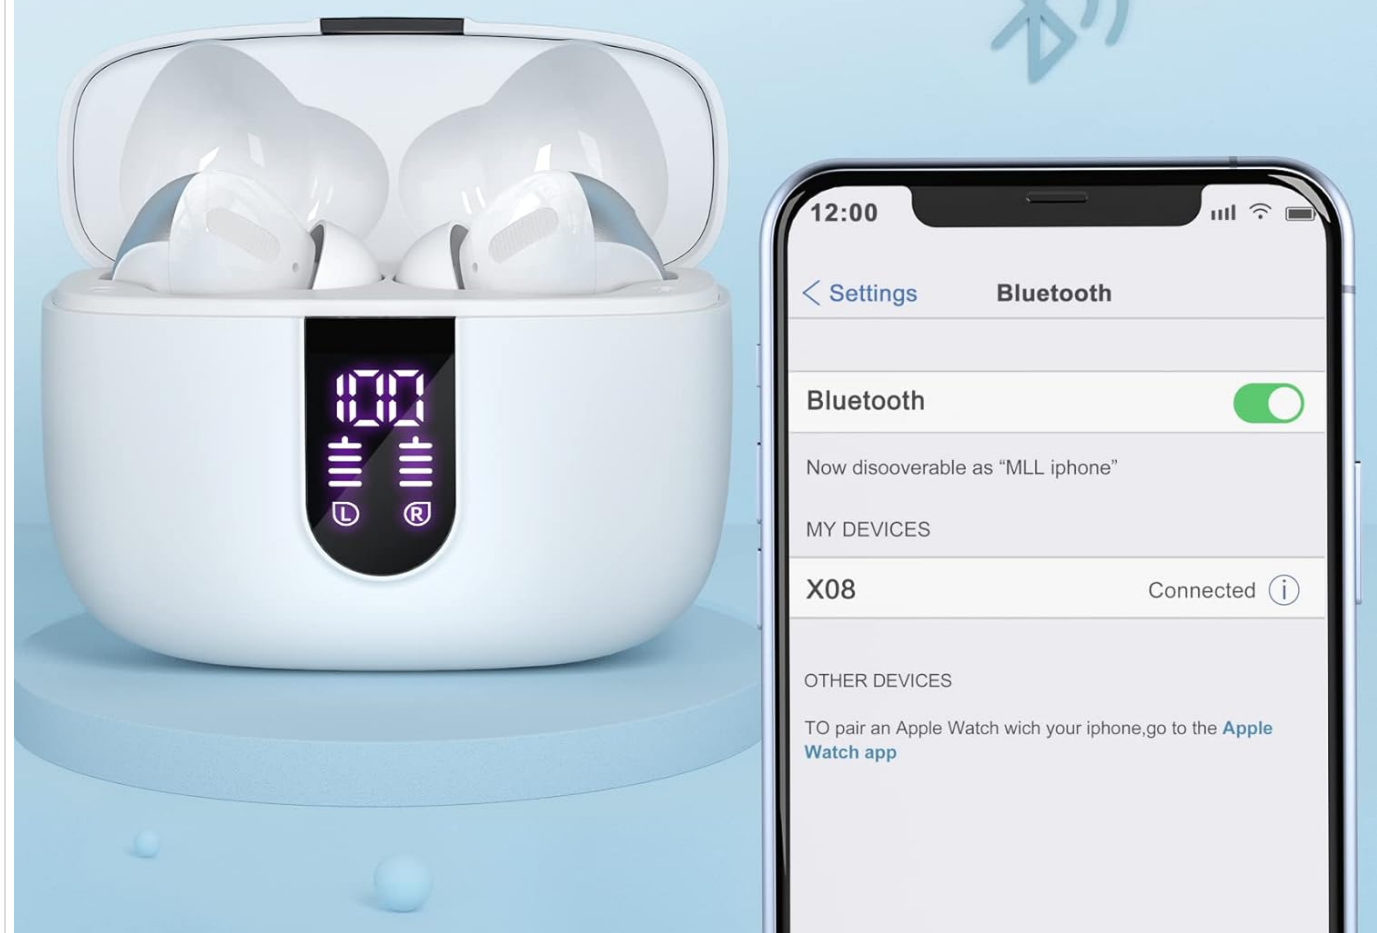 100
L R
12:00
Settings Bluetooth
Bluetooth
Now disooverable as “MLL iphone”
MY DEVICES
X08 Connected i
OTHER DEVICES
TO pair an Apple Watch wich your iphone,go to the Apple
Watch app